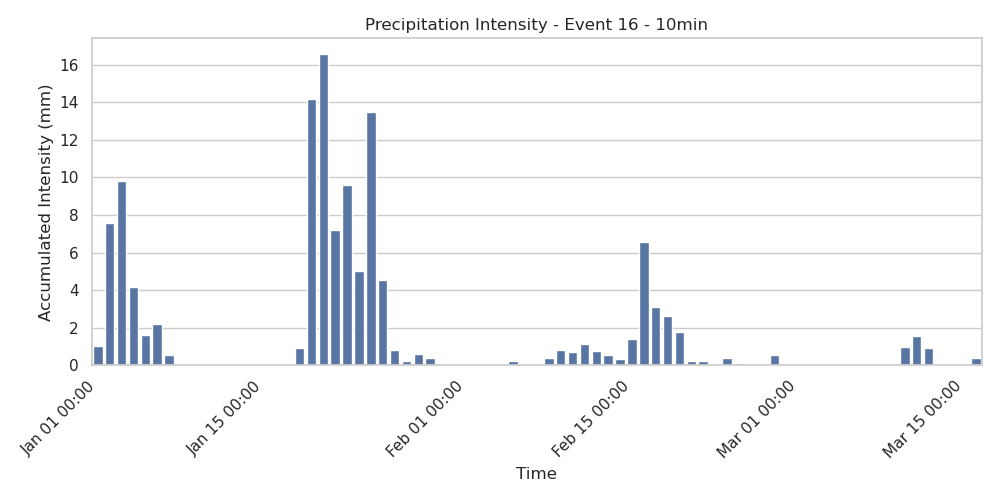 Precipitation Intensity - Event 16 - 10min
Accumulated Intensity (mm)
16
14
12
10
8
6
4
2
0
Jan 01 00:00
Jan 15 00:00
Feb 01 00:00
Feb 15 00:00
Mar 01 00:00
Mar 15 00:00
Time